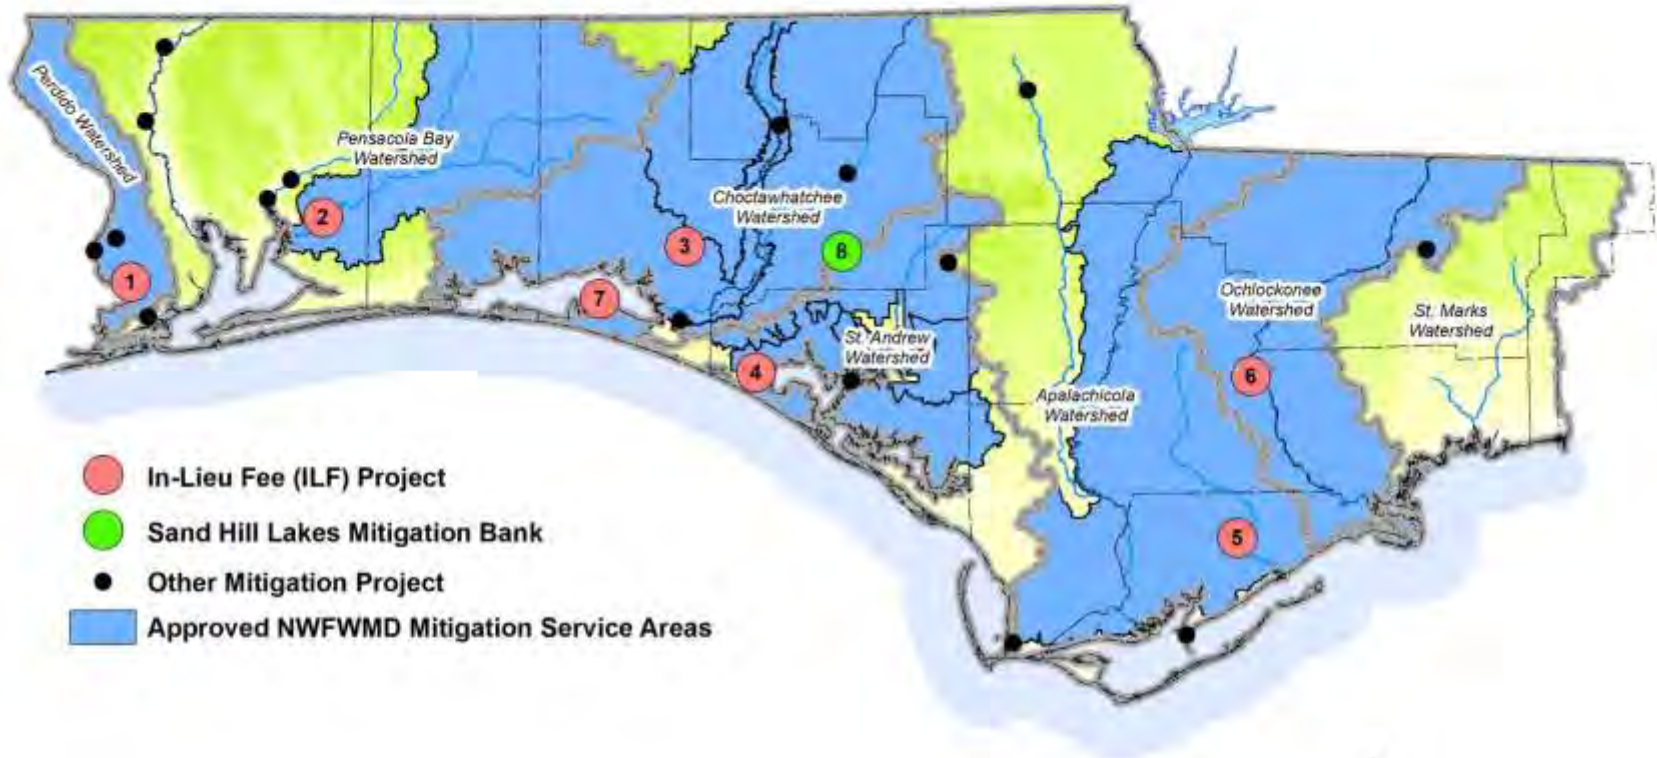 Perdido Watershed
Pensacola Bay
Watershed
Choctawhatchee
Watershed
2
3
8
1
7
Ochlockonee
Watershed
St. Marks
Watershed
St. Andrew
Watershed
4
6
Apalachicola
Watershed
5
In-Lieu Fee (ILF) Project
Sand Hill Lakes Mitigation Bank
Other Mitigation Project
Approved NWFWMD Mitigation Service Areas